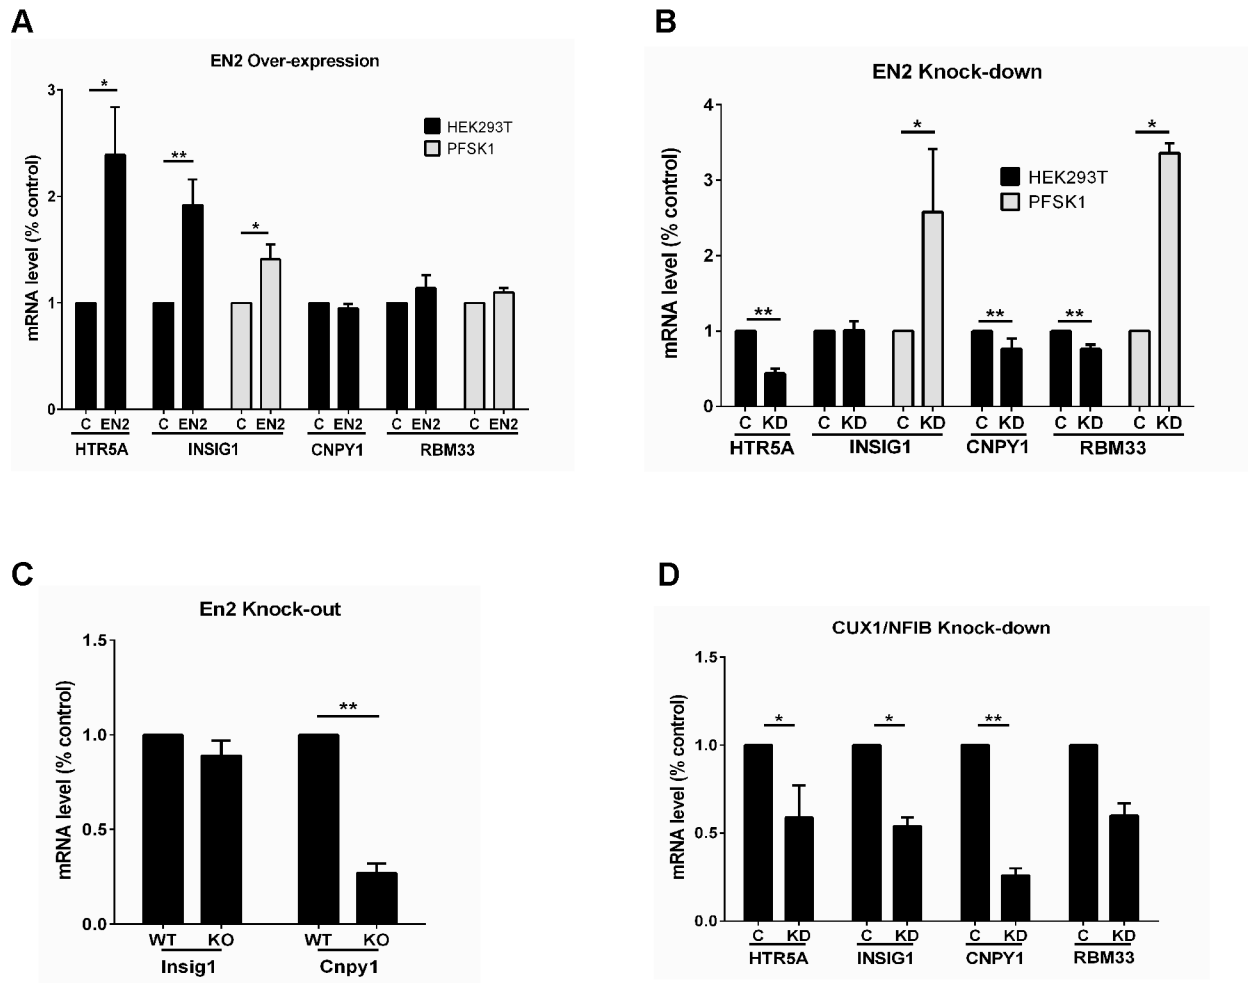 A
EN2 Over-expression
mRNA level (% control)
3
2
1
0
*
**
*
HEK293T
PFSK1
C EN2 C EN2 C EN2 C EN2 C EN2 C EN2
HTR5A INSIG1 CNPY1 RBM33
B
EN2 Knock-down
mRNA level (% control)
4
3
2
1
0
**
*
**
**
*
HEK293T
PFSK1
C KD C KD C KD C KD C KD C KD
HTR5A INSIG1 CNPY1 RBM33
C
En2 Knock-out
mRNA level (% control)
1.5
1.0
0.5
0.0
**
WT KO WT KO
Insig1 Cnpy1
D
CUX1/NFIB Knock-down
mRNA level (% control)
1.5
1.0
0.5
0.0
* * **
C KD C KD C KD C KD
HTR5A INSIG1 CNPY1 RBM33